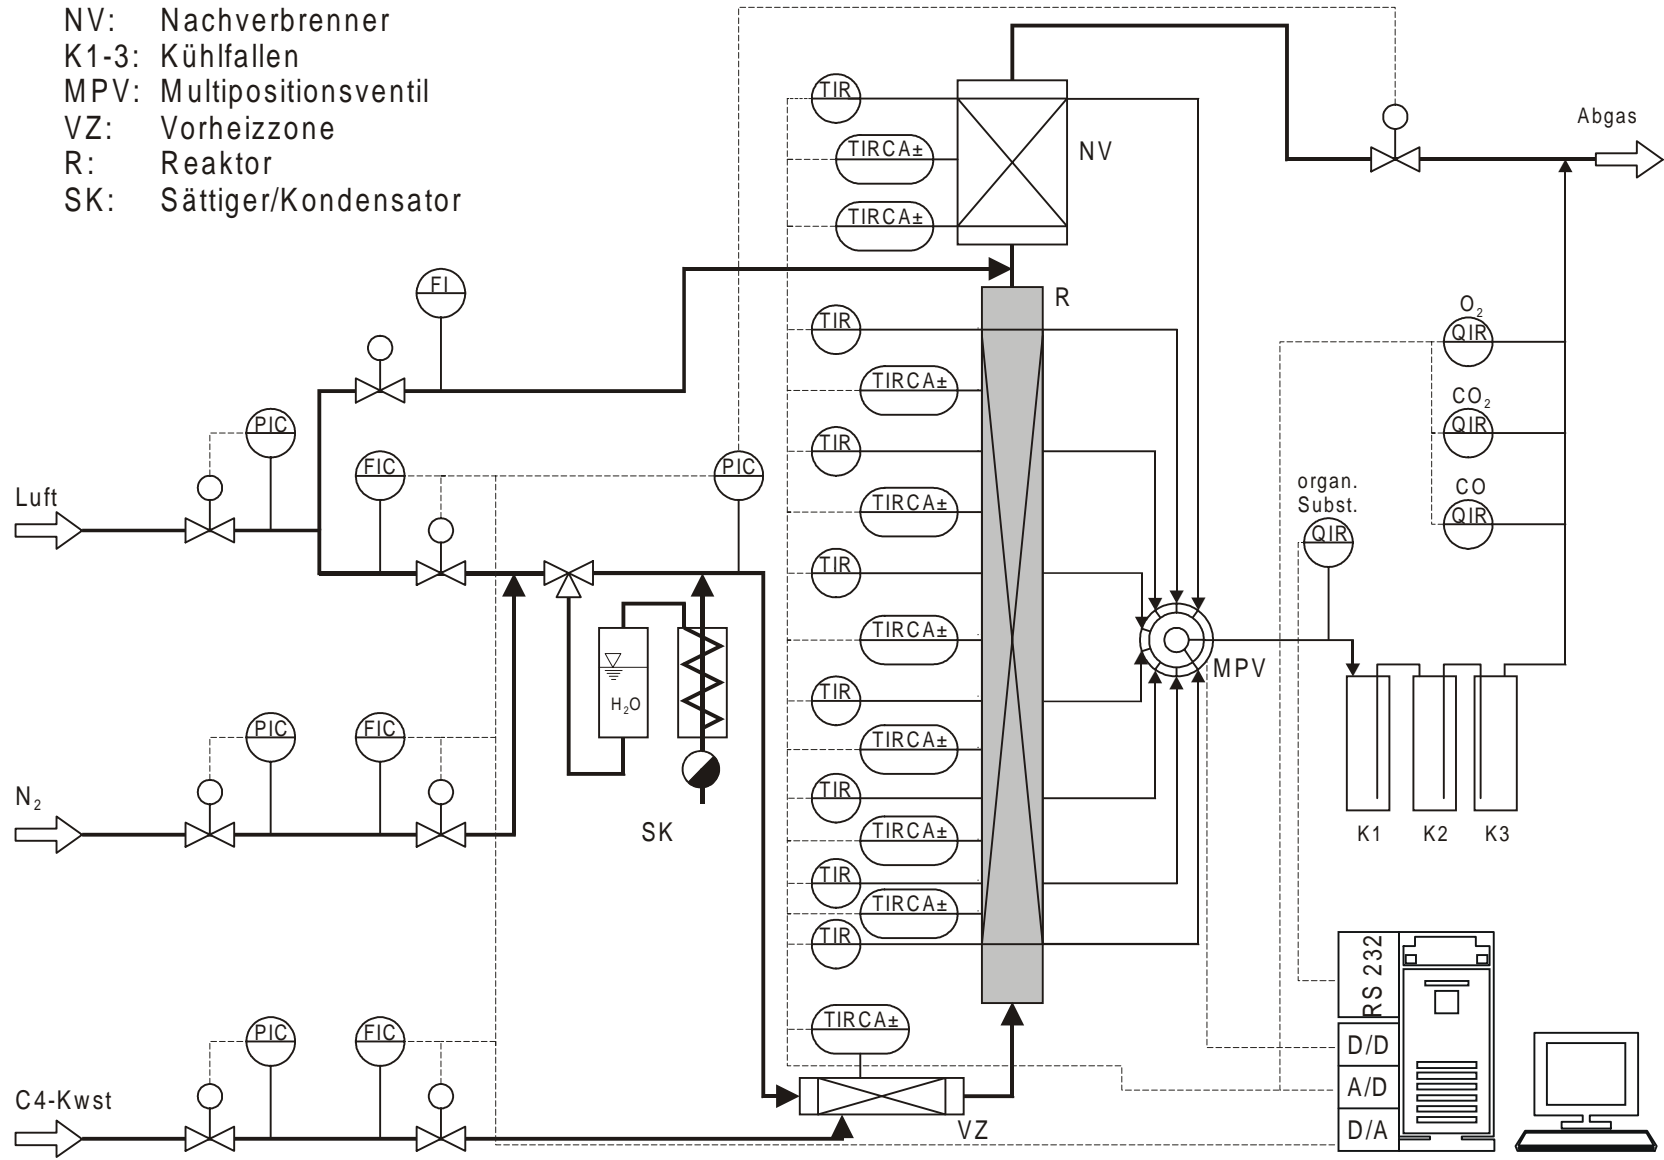 NV: Nachverbrenner
K1-3: Kühlfallen
MPV: Multipositionsventil
VZ: Vorheizzone
R: Reaktor
SK: Sättiger/Kondensator
TIR
TIRCA±
TIRCA±
NV
Abgas
FI
R
TIR
TIRCA±
O2
QIR
PIC
FIC
PIC
TIR
CO2
QIR
Luft
TIRCA±
organ.
Subst.
QIR
CO
QIR
TIR
TIRCA±
MPV
H2O
TIR
PIC
FIC
TIRCA±
N2
SK
TIR
TIRCA±
K1
K2
K3
TIR
TIRCA±
TIR
RS 232
PIC
FIC
TIRCA±
D/D
A/D
C4-Kwst
VZ
D/A